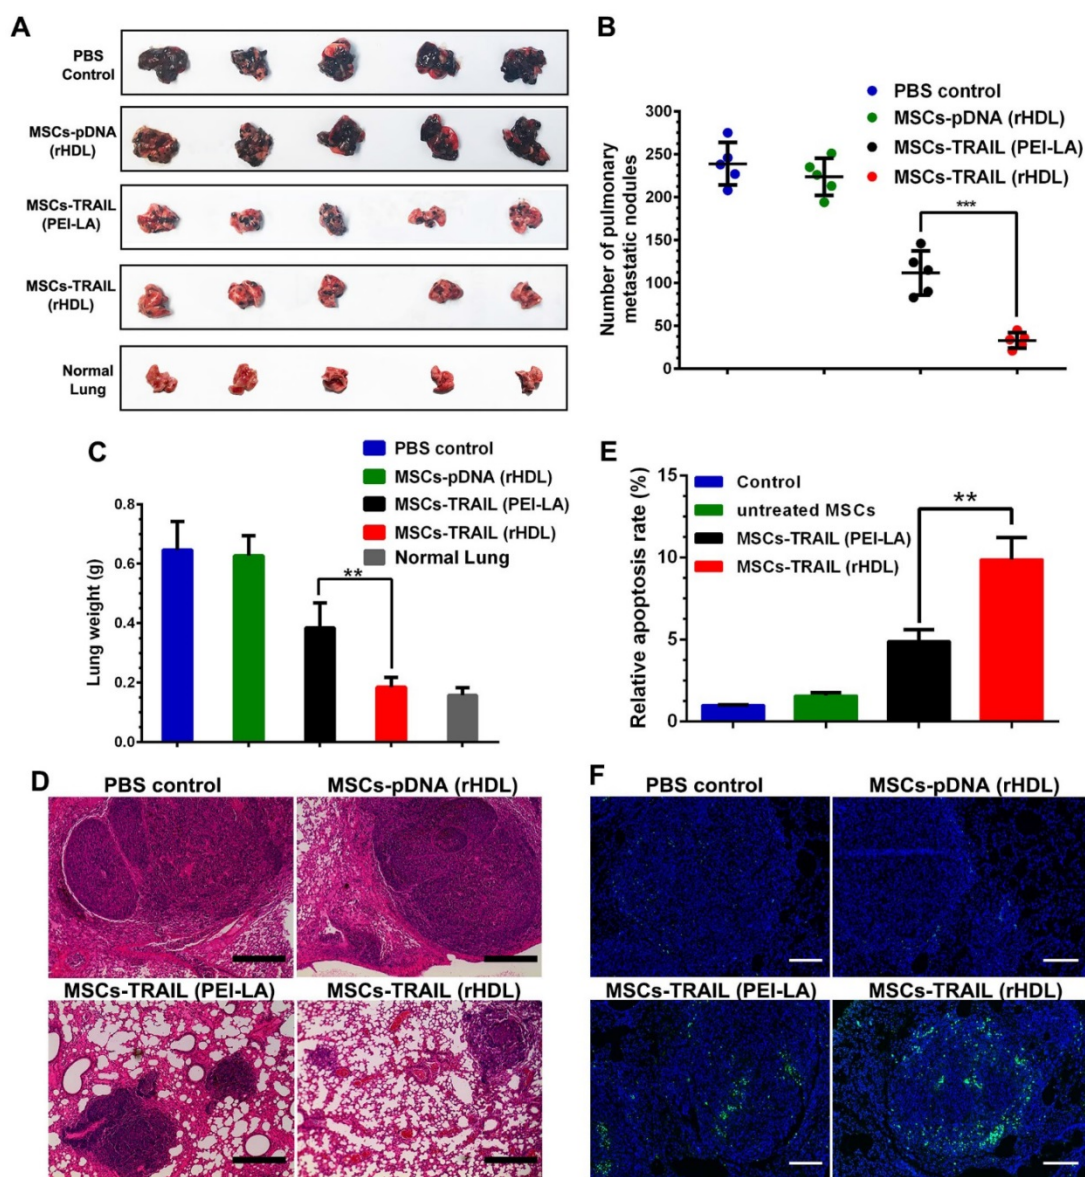 A
PBS
Control
MSCs-pDNA
(rHDL)
MSCs-TRAIL
(PEI-LA)
MSCs-TRAIL
(rHDL)
Normal
Lung
B
PBS control
MSCs-pDNA (rHDL)
MSCs-TRAIL (PEI-LA)
MSCs-TRAIL (rHDL)
Number of pulmonary
metastatic nodules
300
250
200
150
100
50
0
***
C
PBS control
MSCs-pDNA (rHDL)
MSCs-TRAIL (PEI-LA)
MSCs-TRAIL (rHDL)
Normal Lung
Lung weight (g)
0.8
0.6
0.4
0.2
0.0
**
E
Control
untreated MSCs
MSCs-TRAIL (PEI-LA)
MSCs-TRAIL (rHDL)
Relative apoptosis rate (%)
15
10
5
0
**
D
PBS control
MSCs-pDNA (rHDL)
MSCs-TRAIL (PEI-LA)
MSCs-TRAIL (rHDL)
F
PBS control
MSCs-pDNA (rHDL)
MSCs-TRAIL (PEI-LA)
MSCs-TRAIL (rHDL)